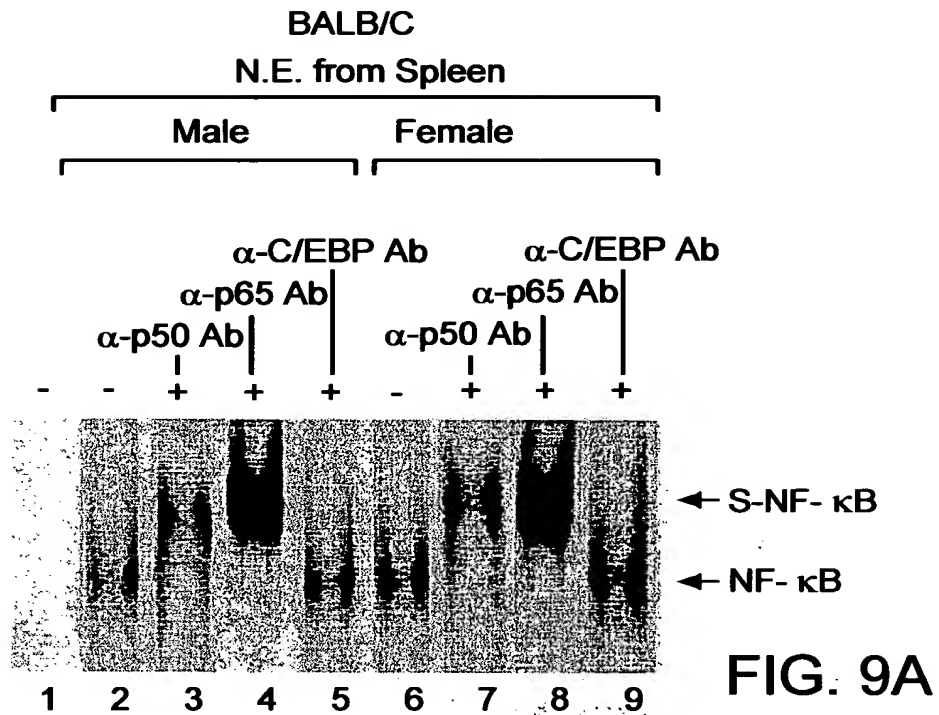 BALB/C
N.E. from Spleen
Male Female
α-C/EBP Ab α-C/EBP Ab
α-p65 Ab α-p65 Ab
α-p50 Ab α-p50 Ab
- - + + + - + + +
S-NF- κB
NF- κB
1 2 3 4 5 6 7 8 9
FIG. 9A